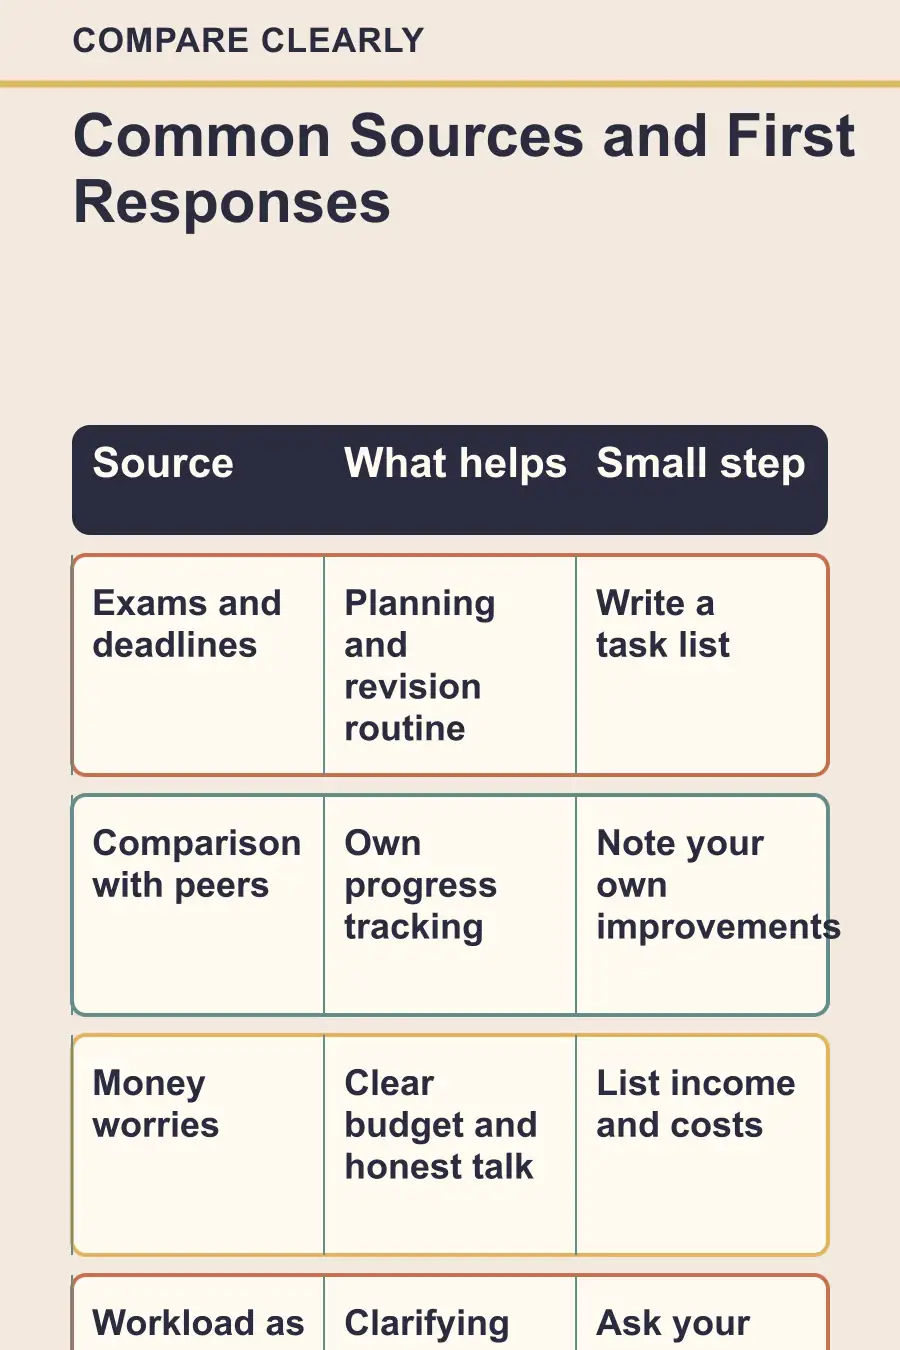 COMPARE CLEARLY
Common Sources and First
Responses
Source What helps Small step
Exams and
deadlines
Planning
and
revision
routine
Write a
task list
Comparison
with peers
Own
progress
tracking
Note your
own
improvements
Money
worries
Clear
budget and
honest talk
List income
and costs
Workload as
Clarifying
Ask your